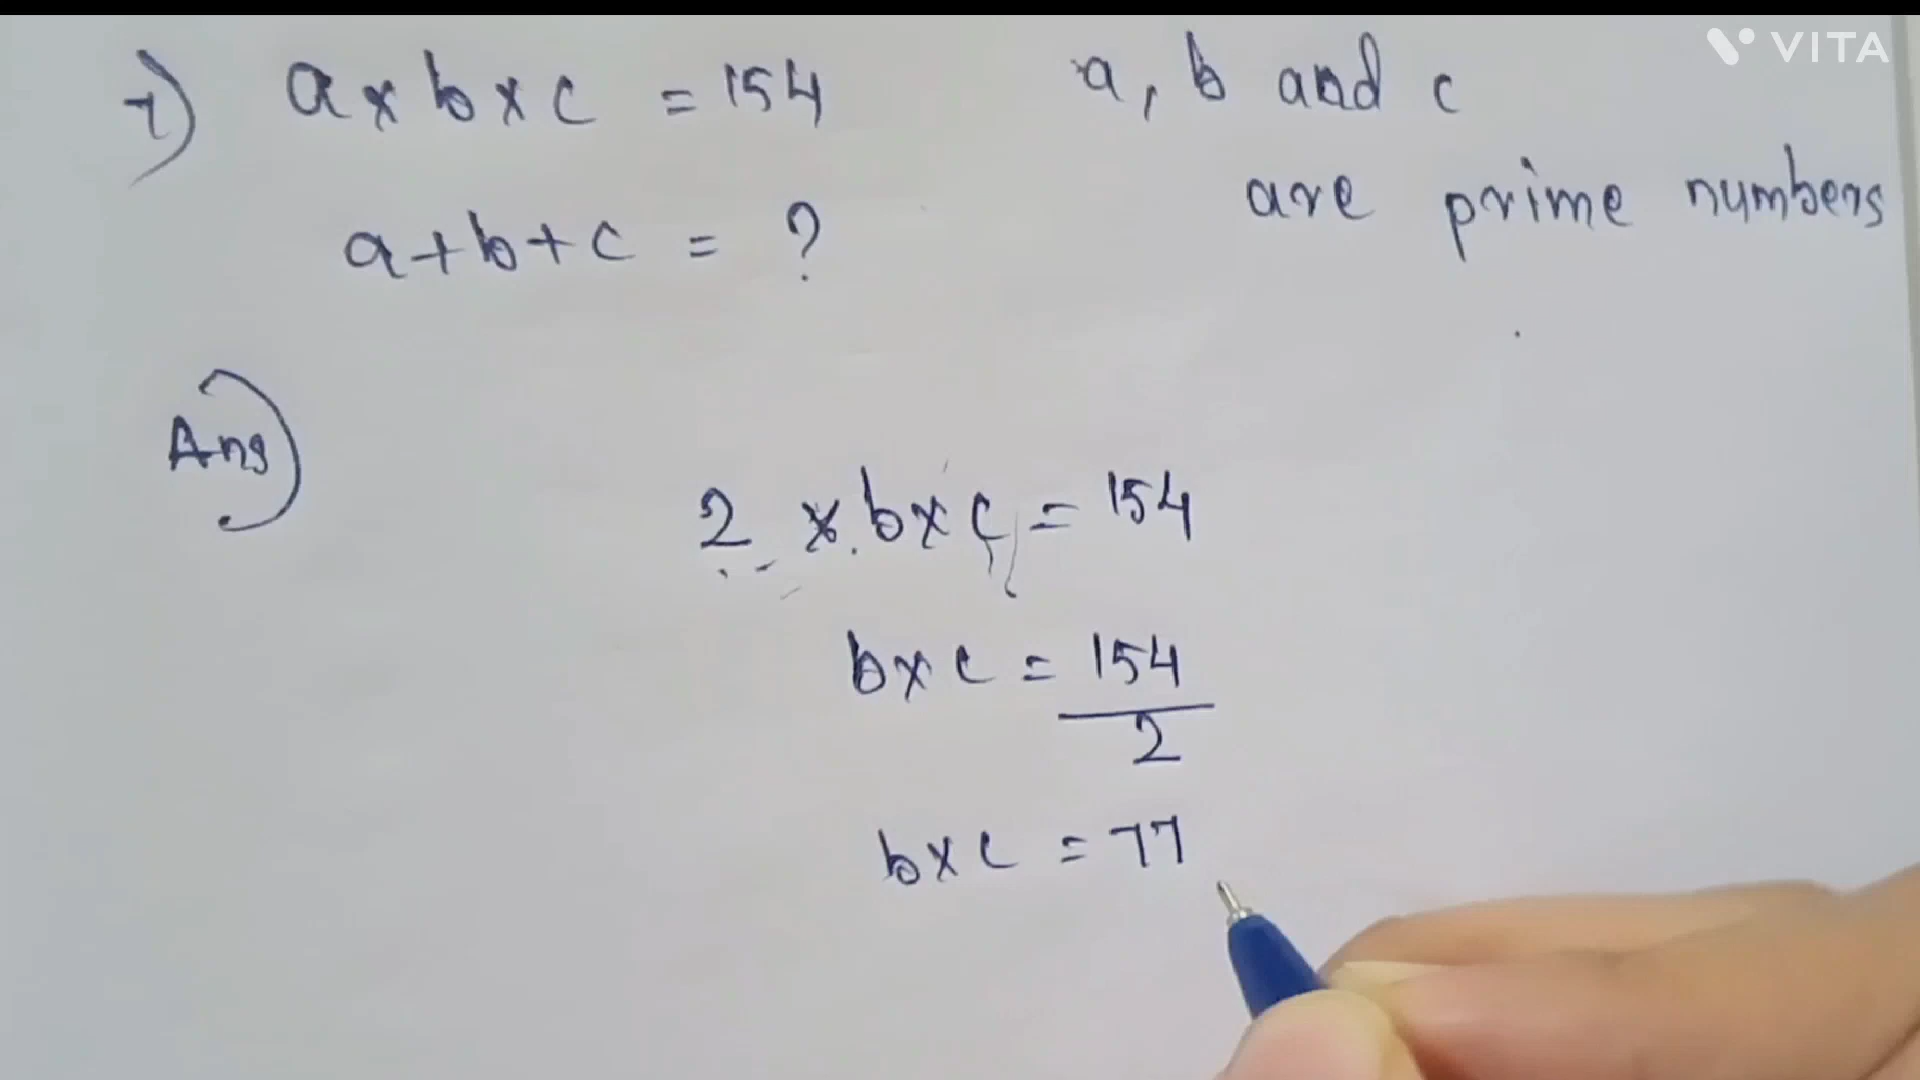 VITA
1) a × b × c = 154 a, b and c
are prime numbers
a + b + c = ?
Ans)
2 × b × c = 154
b × c = 154
2
b × c = 77